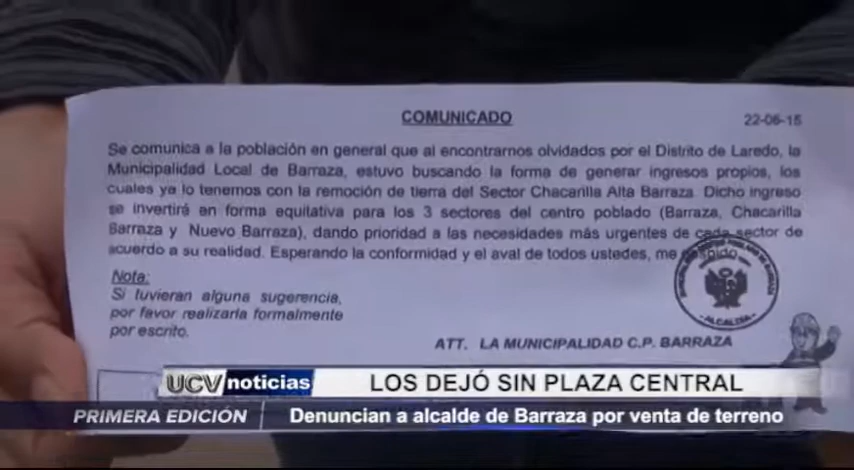 COMUNICADO
22-06-15
Se comunica a la población en general que al encontrarnos olvidados por el Distrito de Laredo, la
Municipalidad Local de Barraza, estuvo buscando la forma de generar ingresos propios, los
cuales ya lo tenemos con la remoción de tierra del Sector Chacarilla Alta Barraza. Dicho ingreso
se invertirá en forma equitativa para los 3 sectores del centro poblado (Barraza, Chacarilla
Barraza y Nuevo Barraza), dando prioridad a las necesidades más urgentes de cada sector de
acuerdo a su realidad. Esperando la conformidad y el aval de todos ustedes, me despido.
Nota:
Si tuvieran alguna sugerencia,
por favor realizarla formalmente
por escrito.
ATT. LA MUNICIPALIDAD C.P. BARRAZA
UCV noticias
LOS DEJÓ SIN PLAZA CENTRAL
PRIMERA EDICIÓN
Denuncian a alcalde de Barraza por venta de terreno